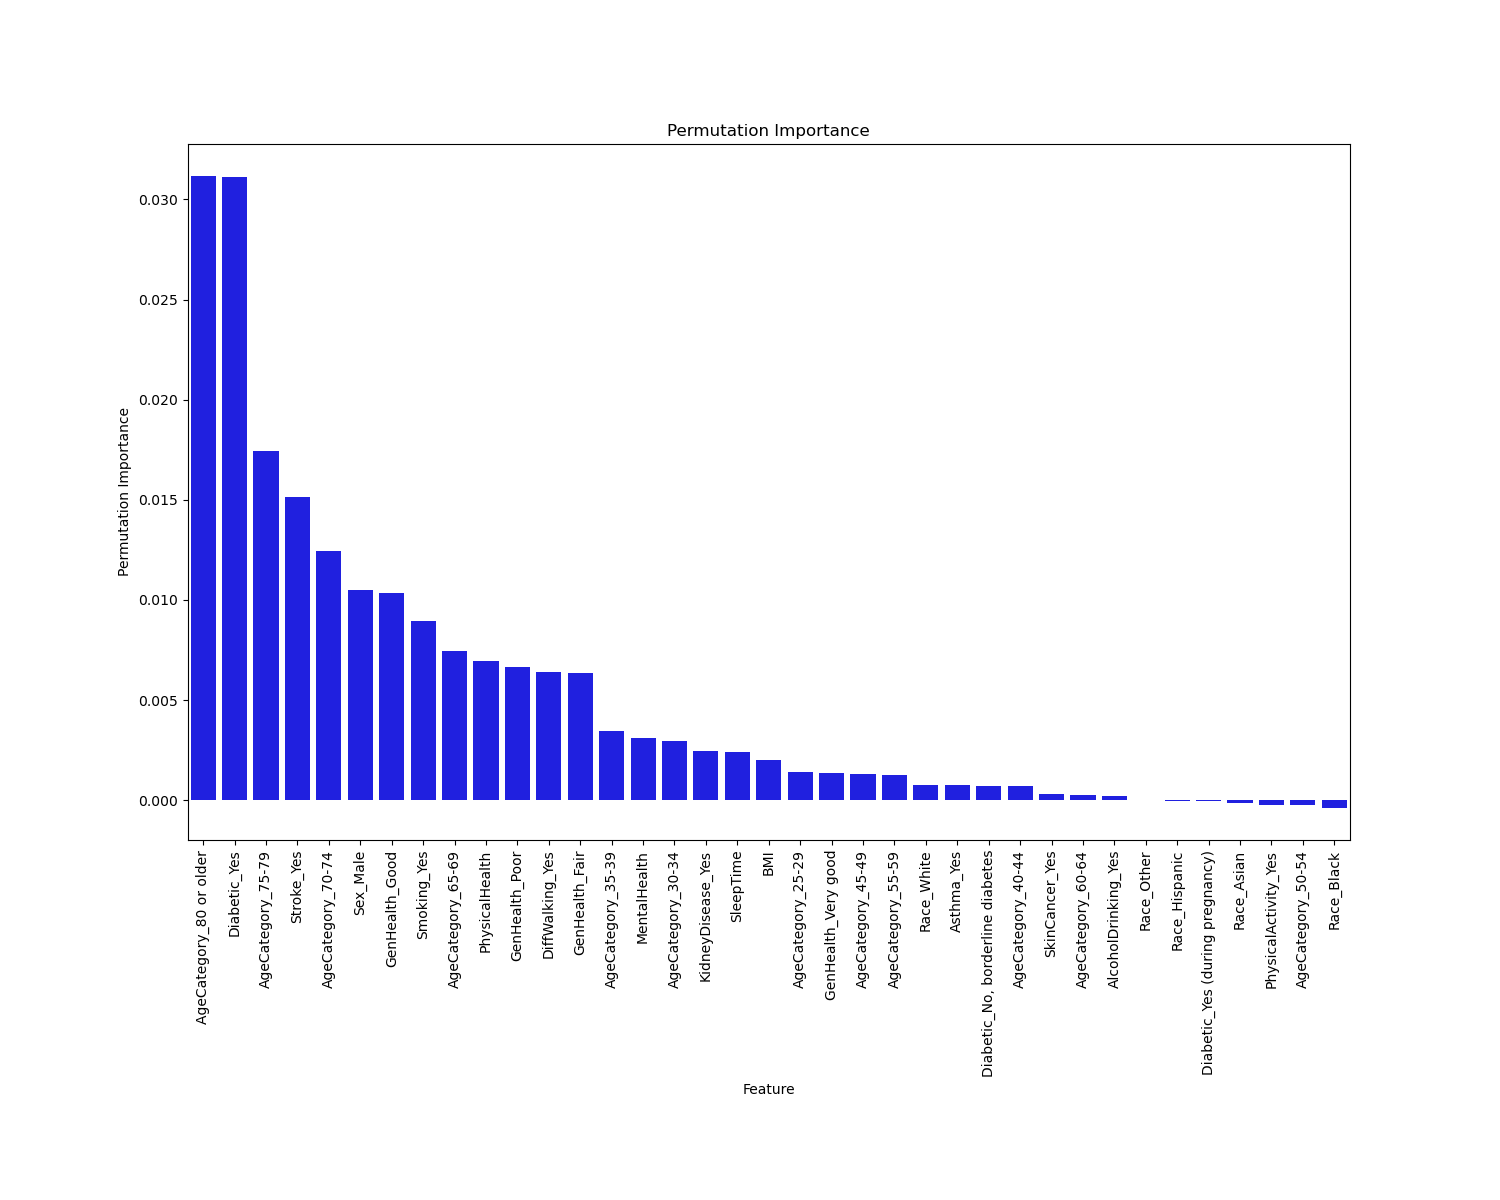 Permutation Importance
Permutation Importance
0.030
0.025
0.020
0.015
0.010
0.005
0.000
AgeCategory_80 or older
Diabetic_Yes
AgeCategory_75-79
Stroke_Yes
AgeCategory_70-74
Sex_Male
GenHealth_Good
Smoking_Yes
AgeCategory_65-69
PhysicalHealth
GenHealth_Poor
DiffWalking_Yes
GenHealth_Fair
AgeCategory_35-39
MentalHealth
AgeCategory_30-34
KidneyDisease_Yes
SleepTime
BMI
AgeCategory_25-29
GenHealth_Very good
AgeCategory_45-49
AgeCategory_55-59
Race_White
Asthma_Yes
Diabetic_No, borderline diabetes
AgeCategory_40-44
SkinCancer_Yes
AgeCategory_60-64
AlcoholDrinking_Yes
Race_Other
Race_Hispanic
Diabetic_Yes (during pregnancy)
Race_Asian
PhysicalActivity_Yes
AgeCategory_50-54
Race_Black
Feature